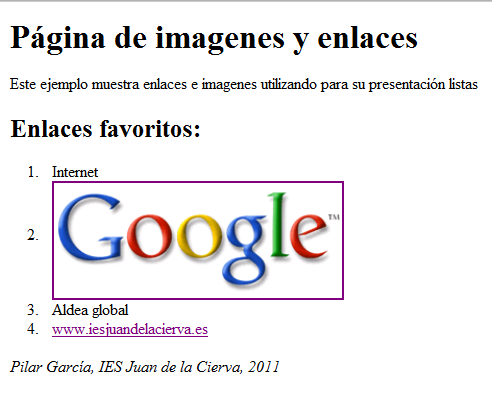 Página de imagenes y enlaces
Este ejemplo muestra enlaces e imagenes utilizando para su presentación listas
Enlaces favoritos:
1. Internet
2. Google™
3. Aldea global
4. www.iesjuandelacierva.es
Pilar García, IES Juan de la Cierva, 2011